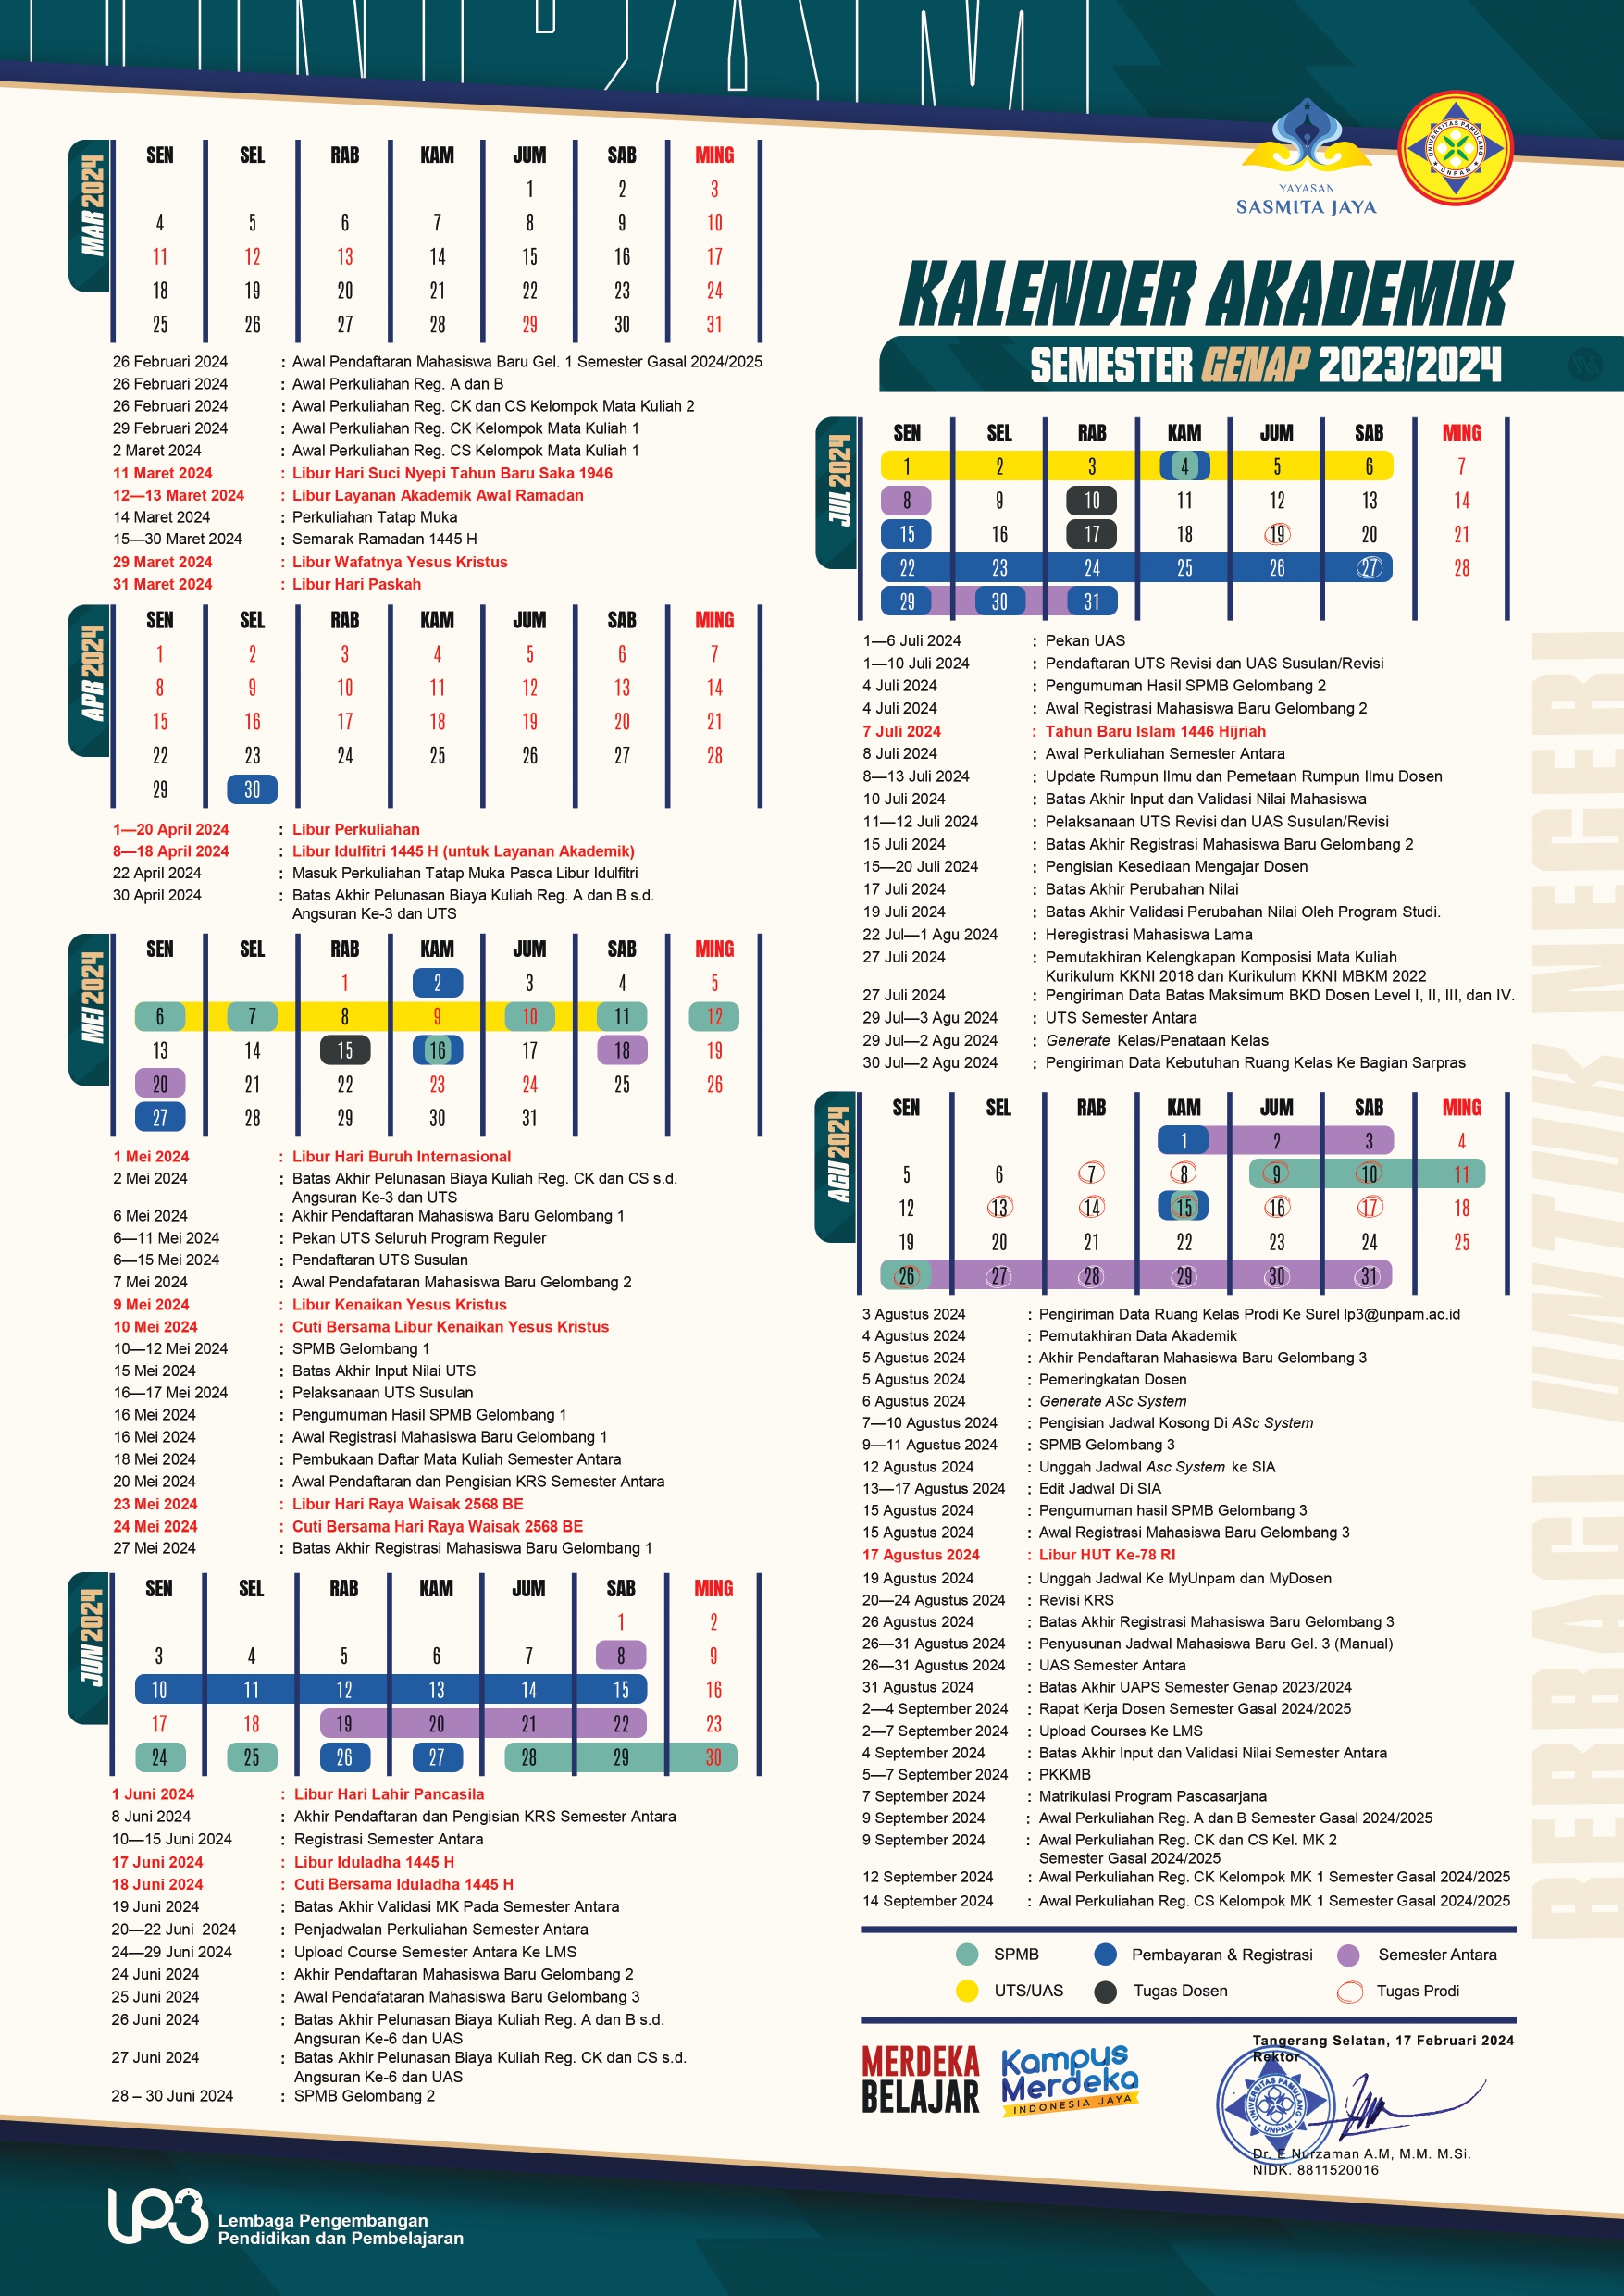 UNPAM
YAYASAN
SASMITA JAYA
UNIVERSITAS PAMULANG
UNPAM
KALENDER AKADEMIK
SEMESTER GENAP 2023/2024
MAR 2024
SEN SEL RAB KAM JUM SAB MING
1 2 3
4 5 6 7 8 9 10
11 12 13 14 15 16 17
18 19 20 21 22 23 24
25 26 27 28 29 30 31
26 Februari 2024 : Awal Pendaftaran Mahasiswa Baru Gel. 1 Semester Gasal 2024/2025
26 Februari 2024 : Awal Perkuliahan Reg. A dan B
26 Februari 2024 : Awal Perkuliahan Reg. CK dan CS Kelompok Mata Kuliah 2
29 Februari 2024 : Awal Perkuliahan Reg. CK Kelompok Mata Kuliah 1
2 Maret 2024 : Awal Perkuliahan Reg. CS Kelompok Mata Kuliah 1
11 Maret 2024 : Libur Hari Suci Nyepi Tahun Baru Saka 1946
12—13 Maret 2024 : Libur Layanan Akademik Awal Ramadan
14 Maret 2024 : Perkuliahan Tatap Muka
15—30 Maret 2024 : Semarak Ramadan 1445 H
29 Maret 2024 : Libur Wafatnya Yesus Kristus
31 Maret 2024 : Libur Hari Paskah
APR 2024
SEN SEL RAB KAM JUM SAB MING
1 2 3 4 5 6 7
8 9 10 11 12 13 14
15 16 17 18 19 20 21
22 23 24 25 26 27 28
29 30
1—20 April 2024 : Libur Perkuliahan
8—18 April 2024 : Libur Idulfitri 1445 H (untuk Layanan Akademik)
22 April 2024 : Masuk Perkuliahan Tatap Muka Pasca Libur Idulfitri
30 April 2024 : Batas Akhir Pelunasan Biaya Kuliah Reg. A dan B s.d.
Angsuran Ke-3 dan UTS
MEI 2024
SEN SEL RAB KAM JUM SAB MING
1 2 3 4 5
6 7 8 9 10 11 12
13 14 15 16 17 18 19
20 21 22 23 24 25 26
27 28 29 30 31
1 Mei 2024 : Libur Hari Buruh Internasional
2 Mei 2024 : Batas Akhir Pelunasan Biaya Kuliah Reg. CK dan CS s.d.
Angsuran Ke-3 dan UTS
6 Mei 2024 : Akhir Pendaftaran Mahasiswa Baru Gelombang 1
6—11 Mei 2024 : Pekan UTS Seluruh Program Reguler
6—15 Mei 2024 : Pendaftaran UTS Susulan
7 Mei 2024 : Awal Pendafataran Mahasiswa Baru Gelombang 2
9 Mei 2024 : Libur Kenaikan Yesus Kristus
10 Mei 2024 : Cuti Bersama Libur Kenaikan Yesus Kristus
10—12 Mei 2024 : SPMB Gelombang 1
15 Mei 2024 : Batas Akhir Input Nilai UTS
16—17 Mei 2024 : Pelaksanaan UTS Susulan
16 Mei 2024 : Pengumuman Hasil SPMB Gelombang 1
16 Mei 2024 : Awal Registrasi Mahasiswa Baru Gelombang 1
18 Mei 2024 : Pembukaan Daftar Mata Kuliah Semester Antara
20 Mei 2024 : Awal Pendaftaran dan Pengisian KRS Semester Antara
23 Mei 2024 : Libur Hari Raya Waisak 2568 BE
24 Mei 2024 : Cuti Bersama Hari Raya Waisak 2568 BE
27 Mei 2024 : Batas Akhir Registrasi Mahasiswa Baru Gelombang 1
JUN 2024
SEN SEL RAB KAM JUM SAB MING
1 2
3 4 5 6 7 8 9
10 11 12 13 14 15 16
17 18 19 20 21 22 23
24 25 26 27 28 29 30
1 Juni 2024 : Libur Hari Lahir Pancasila
8 Juni 2024 : Akhir Pendaftaran dan Pengisian KRS Semester Antara
10—15 Juni 2024 : Registrasi Semester Antara
17 Juni 2024 : Libur Iduladha 1445 H
18 Juni 2024 : Cuti Bersama Iduladha 1445 H
19 Juni 2024 : Batas Akhir Validasi MK Pada Semester Antara
20—22 Juni 2024 : Penjadwalan Perkuliahan Semester Antara
24—29 Juni 2024 : Upload Course Semester Antara Ke LMS
24 Juni 2024 : Akhir Pendaftaran Mahasiswa Baru Gelombang 2
25 Juni 2024 : Awal Pendafataran Mahasiswa Baru Gelombang 3
26 Juni 2024 : Batas Akhir Pelunasan Biaya Kuliah Reg. A dan B s.d.
Angsuran Ke-6 dan UAS
27 Juni 2024 : Batas Akhir Pelunasan Biaya Kuliah Reg. CK dan CS s.d.
Angsuran Ke-6 dan UAS
28 – 30 Juni 2024 : SPMB Gelombang 2
JUL 2024
SEN SEL RAB KAM JUM SAB MING
1 2 3 4 5 6 7
8 9 10 11 12 13 14
15 16 17 18 19 20 21
22 23 24 25 26 27 28
29 30 31
1—6 Juli 2024 : Pekan UAS
1—10 Juli 2024 : Pendaftaran UTS Revisi dan UAS Susulan/Revisi
4 Juli 2024 : Pengumuman Hasil SPMB Gelombang 2
4 Juli 2024 : Awal Registrasi Mahasiswa Baru Gelombang 2
7 Juli 2024 : Tahun Baru Islam 1446 Hijriah
8 Juli 2024 : Awal Perkuliahan Semester Antara
8—13 Juli 2024 : Update Rumpun Ilmu dan Pemetaan Rumpun Ilmu Dosen
10 Juli 2024 : Batas Akhir Input dan Validasi Nilai Mahasiswa
11—12 Juli 2024 : Pelaksanaan UTS Revisi dan UAS Susulan/Revisi
15 Juli 2024 : Batas Akhir Registrasi Mahasiswa Baru Gelombang 2
15—20 Juli 2024 : Pengisian Kesediaan Mengajar Dosen
17 Juli 2024 : Batas Akhir Perubahan Nilai
19 Juli 2024 : Batas Akhir Validasi Perubahan Nilai Oleh Program Studi.
22 Jul—1 Agu 2024 : Heregistrasi Mahasiswa Lama
27 Juli 2024 : Pemutakhiran Kelengkapan Komposisi Mata Kuliah
Kurikulum KKNI 2018 dan Kurikulum KKNI MBKM 2022
27 Juli 2024 : Pengiriman Data Batas Maksimum BKD Dosen Level I, II, III, dan IV.
29 Jul—3 Agu 2024 : UTS Semester Antara
29 Jul—2 Agu 2024 : Generate Kelas/Penataan Kelas
30 Jul—2 Agu 2024 : Pengiriman Data Kebutuhan Ruang Kelas Ke Bagian Sarpras
AGU 2024
SEN SEL RAB KAM JUM SAB MING
1 2 3 4
5 6 7 8 9 10 11
12 13 14 15 16 17 18
19 20 21 22 23 24 25
26 27 28 29 30 31
3 Agustus 2024 : Pengiriman Data Ruang Kelas Prodi Ke Surel lp3@unpam.ac.id
4 Agustus 2024 : Pemutakhiran Data Akademik
5 Agustus 2024 : Akhir Pendaftaran Mahasiswa Baru Gelombang 3
5 Agustus 2024 : Pemeringkatan Dosen
6 Agustus 2024 : Generate ASc System
7—10 Agustus 2024 : Pengisian Jadwal Kosong Di ASc System
9—11 Agustus 2024 : SPMB Gelombang 3
12 Agustus 2024 : Unggah Jadwal Asc System ke SIA
13—17 Agustus 2024 : Edit Jadwal Di SIA
15 Agustus 2024 : Pengumuman hasil SPMB Gelombang 3
15 Agustus 2024 : Awal Registrasi Mahasiswa Baru Gelombang 3
17 Agustus 2024 : Libur HUT Ke-78 RI
19 Agustus 2024 : Unggah Jadwal Ke MyUnpam dan MyDosen
20—24 Agustus 2024 : Revisi KRS
26 Agustus 2024 : Batas Akhir Registrasi Mahasiswa Baru Gelombang 3
26—31 Agustus 2024 : Penyusunan Jadwal Mahasiswa Baru Gel. 3 (Manual)
26—31 Agustus 2024 : UAS Semester Antara
31 Agustus 2024 : Batas Akhir UAPS Semester Genap 2023/2024
2—4 September 2024 : Rapat Kerja Dosen Semester Gasal 2024/2025
2—7 September 2024 : Upload Courses Ke LMS
4 September 2024 : Batas Akhir Input dan Validasi Nilai Semester Antara
5—7 September 2024 : PKKMB
7 September 2024 : Matrikulasi Program Pascasarjana
9 September 2024 : Awal Perkuliahan Reg. A dan B Semester Gasal 2024/2025
9 September 2024 : Awal Perkuliahan Reg. CK dan CS Kel. MK 2
Semester Gasal 2024/2025
12 September 2024 : Awal Perkuliahan Reg. CK Kelompok MK 1 Semester Gasal 2024/2025
14 September 2024 : Awal Perkuliahan Reg. CS Kelompok MK 1 Semester Gasal 2024/2025
SPMB Pembayaran & Registrasi Semester Antara
UTS/UAS Tugas Dosen Tugas Prodi
BERBAGI UNTUK NEGERI
MERDEKA
BELAJAR
Kampus
Merdeka
INDONESIA JAYA
Tangerang Selatan, 17 Februari 2024
Rektor
UNIVERSITAS PAMULANG
UNPAM
Dr. E Nurzaman A.M, M.M. M.Si.
NIDK. 8811520016
LP3
Lembaga Pengembangan
Pendidikan dan Pembelajaran